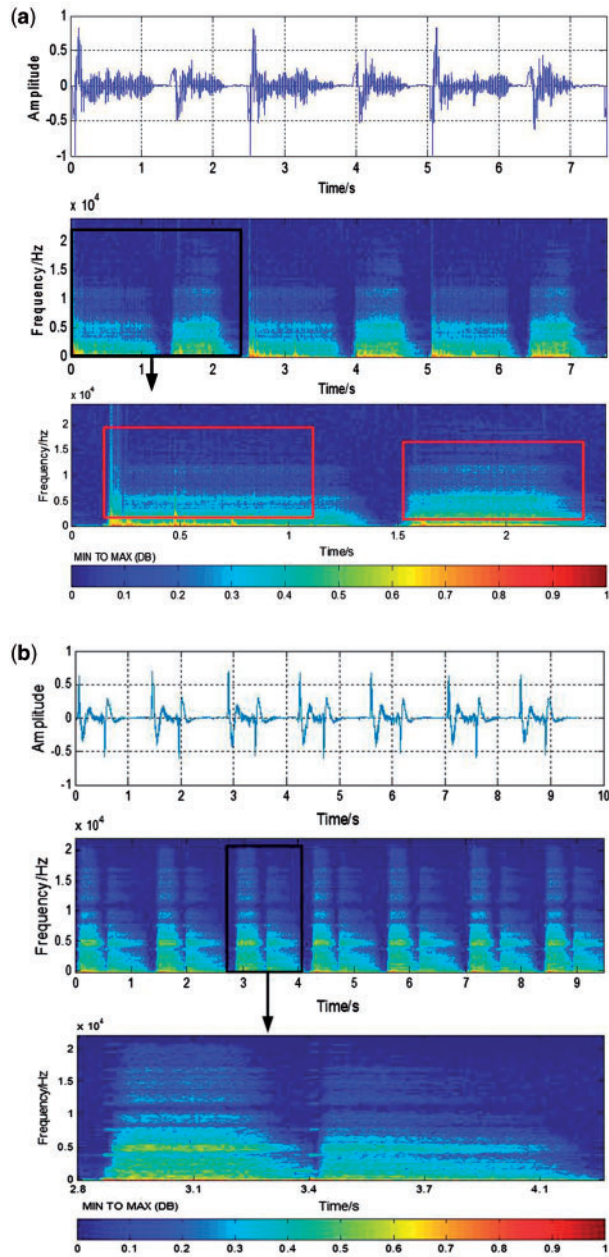 (a)
1
0.5
0
-0.5
-1
Amplitude
0 1 2 3 4 5 6 7
Time/s
x 10^4
2
1.5
1
0.5
0
Frequency/Hz
0 1 2 3 4 5 6 7
Time/s
x 10^4
2
1.5
1
0.5
0
Frequency/hz
0.5 1 1.5 2
Time/s
MIN TO MAX (DB)
0 0.1 0.2 0.3 0.4 0.5 0.6 0.7 0.8 0.9 1
(b)
1
0.5
0
-0.5
-1
Amplitude
0 1 2 3 4 5 6 7 8 9 10
Time/s
x 10^4
2
1.5
1
0.5
0
Frequency/Hz
0 1 2 3 4 5 6 7 8 9
Time/s
x 10^4
2
1.5
1
0.5
0
Frequency/Hz
2.8 3.1 3.4 3.7 4.1
Time/s
MIN TO MAX (DB)
0 0.1 0.2 0.3 0.4 0.5 0.6 0.7 0.8 0.9 1